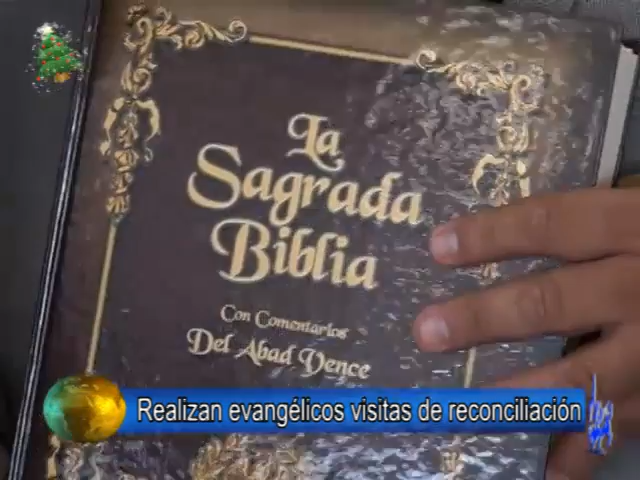 La
Sagrada
Biblia
Con Comentarios
Del Abad Vence
Realizan evangélicos visitas de reconciliación